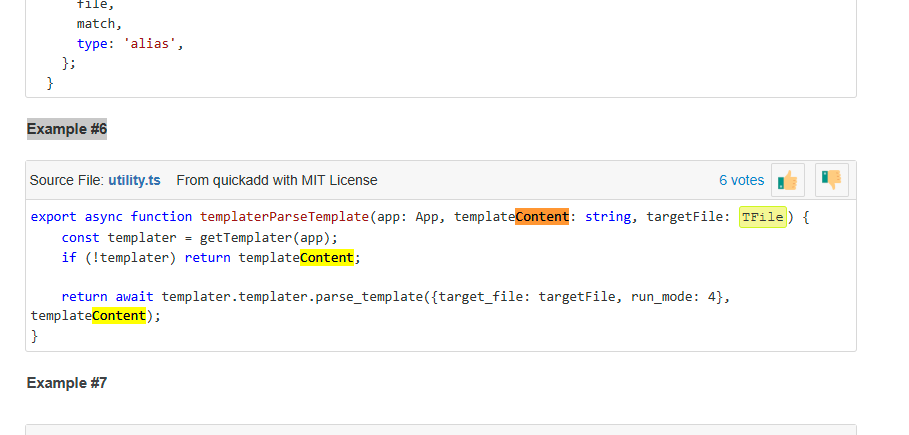 file,
match,
type: 'alias',
};
}
Example #6
Source File: utility.ts From quickadd with MIT License 6 votes
export async function templaterParseTemplate(app: App, templateContent: string, targetFile: TFile) {
const templater = getTemplater(app);
if (!templater) return templateContent;
return await templater.templater.parse_template({target_file: targetFile, run_mode: 4},
templateContent);
}
Example #7